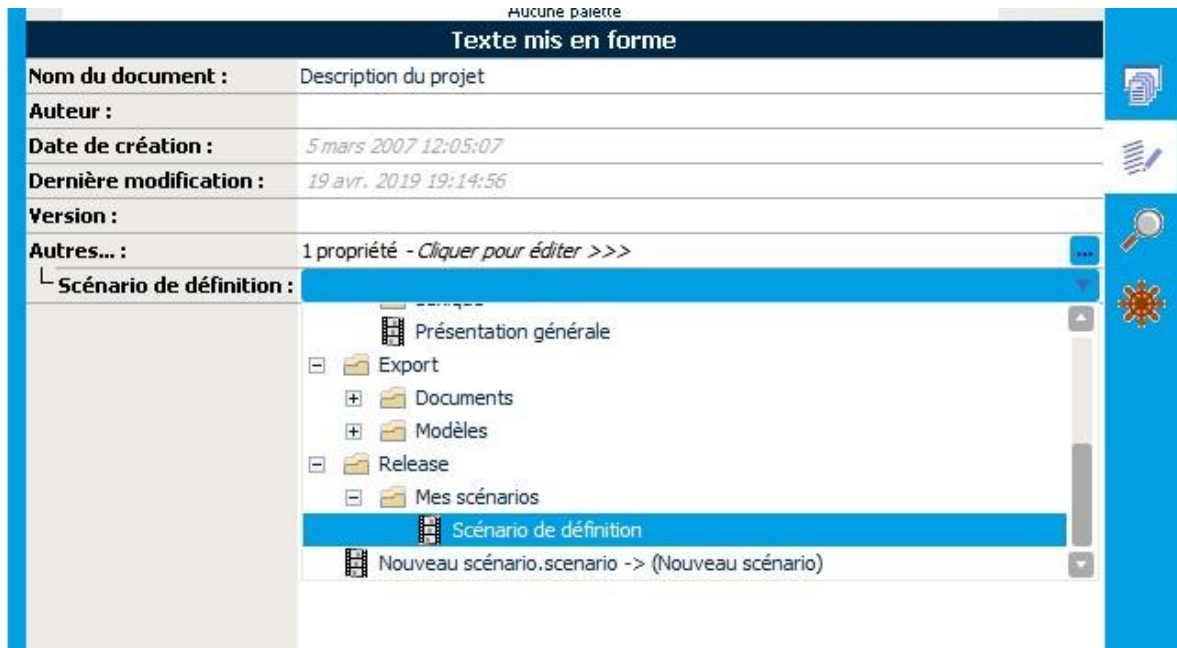 Aucune palette
Texte mis en forme
Nom du document : Description du projet
Auteur :
Date de création : 5 mars 2007 12:05:07
Dernière modification : 19 avr. 2019 19:14:56
Version :
Autres... : 1 propriété - Cliquer pour éditer >>> ...
Scénario de définition :
Présentation générale
Export
Documents
Modèles
Release
Mes scénarios
Scénario de définition
Nouveau scénario.scenario -> (Nouveau scénario)